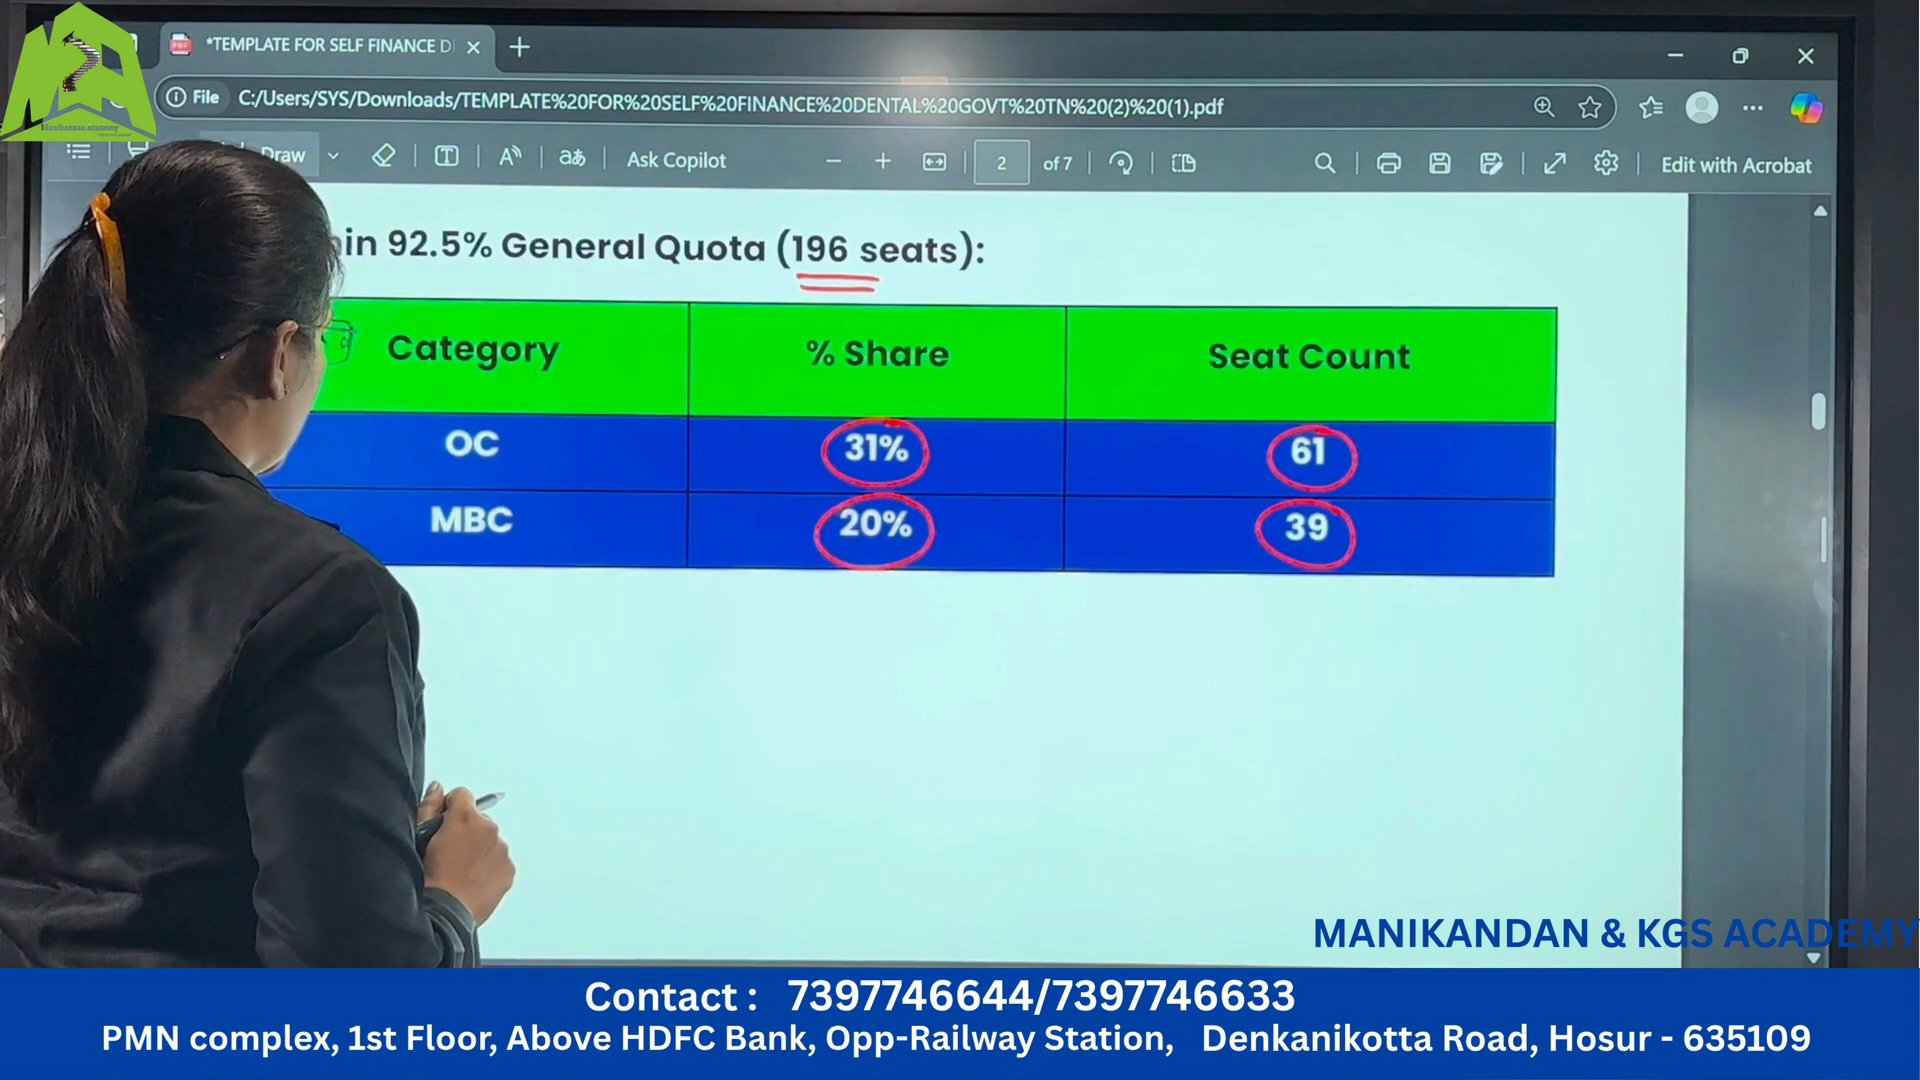 *TEMPLATE FOR SELF FINANCE D
File C:/Users/SYS/Downloads/TEMPLATE%20FOR%20SELF%20FINANCE%20DENTAL%20GOVT%20TN%20(2)%20(1).pdf
Manikandan Academy
Draw
Ask Copilot
2 of 7
Edit with Acrobat
in 92.5% General Quota (196 seats):
Category % Share Seat Count
OC 31% 61
MBC 20% 39
MANIKANDAN & KGS ACADEMY
Contact : 7397746644/7397746633
PMN complex, 1st Floor, Above HDFC Bank, Opp-Railway Station, Denkanikotta Road, Hosur - 635109